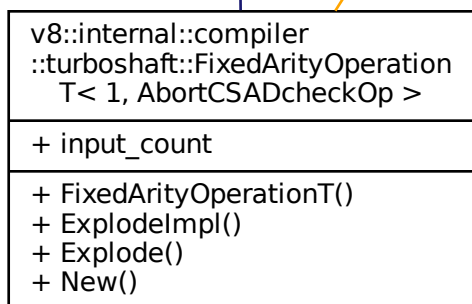 v8::internal::compiler
::turboshaft::FixedArityOperation
T< 1, AbortCSADcheckOp >
+ input_count
+ FixedArityOperationT()
+ ExplodeImpl()
+ Explode()
+ New()